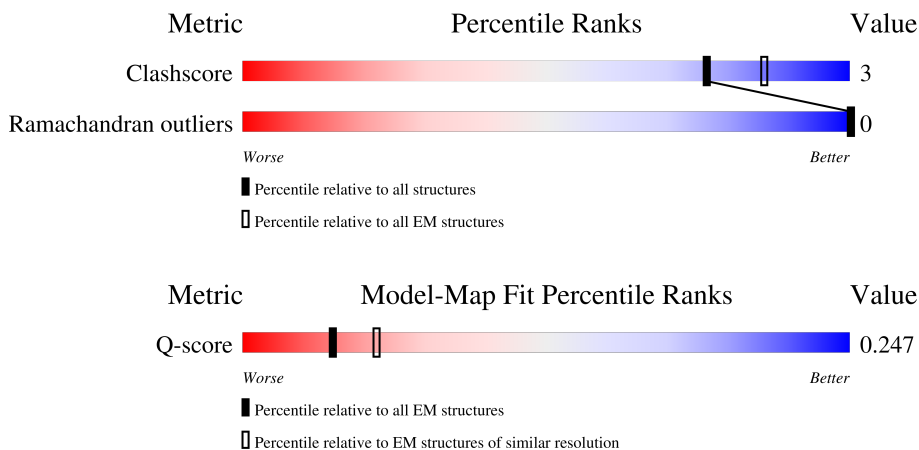 Metric Percentile Ranks Value
Clashscore 3
Ramachandran outliers 0
Worse Better
Percentile relative to all structures
Percentile relative to all EM structures
Metric Model-Map Fit Percentile Ranks Value
Q-score 0.247
Worse Better
Percentile relative to all EM structures
Percentile relative to EM structures of similar resolution